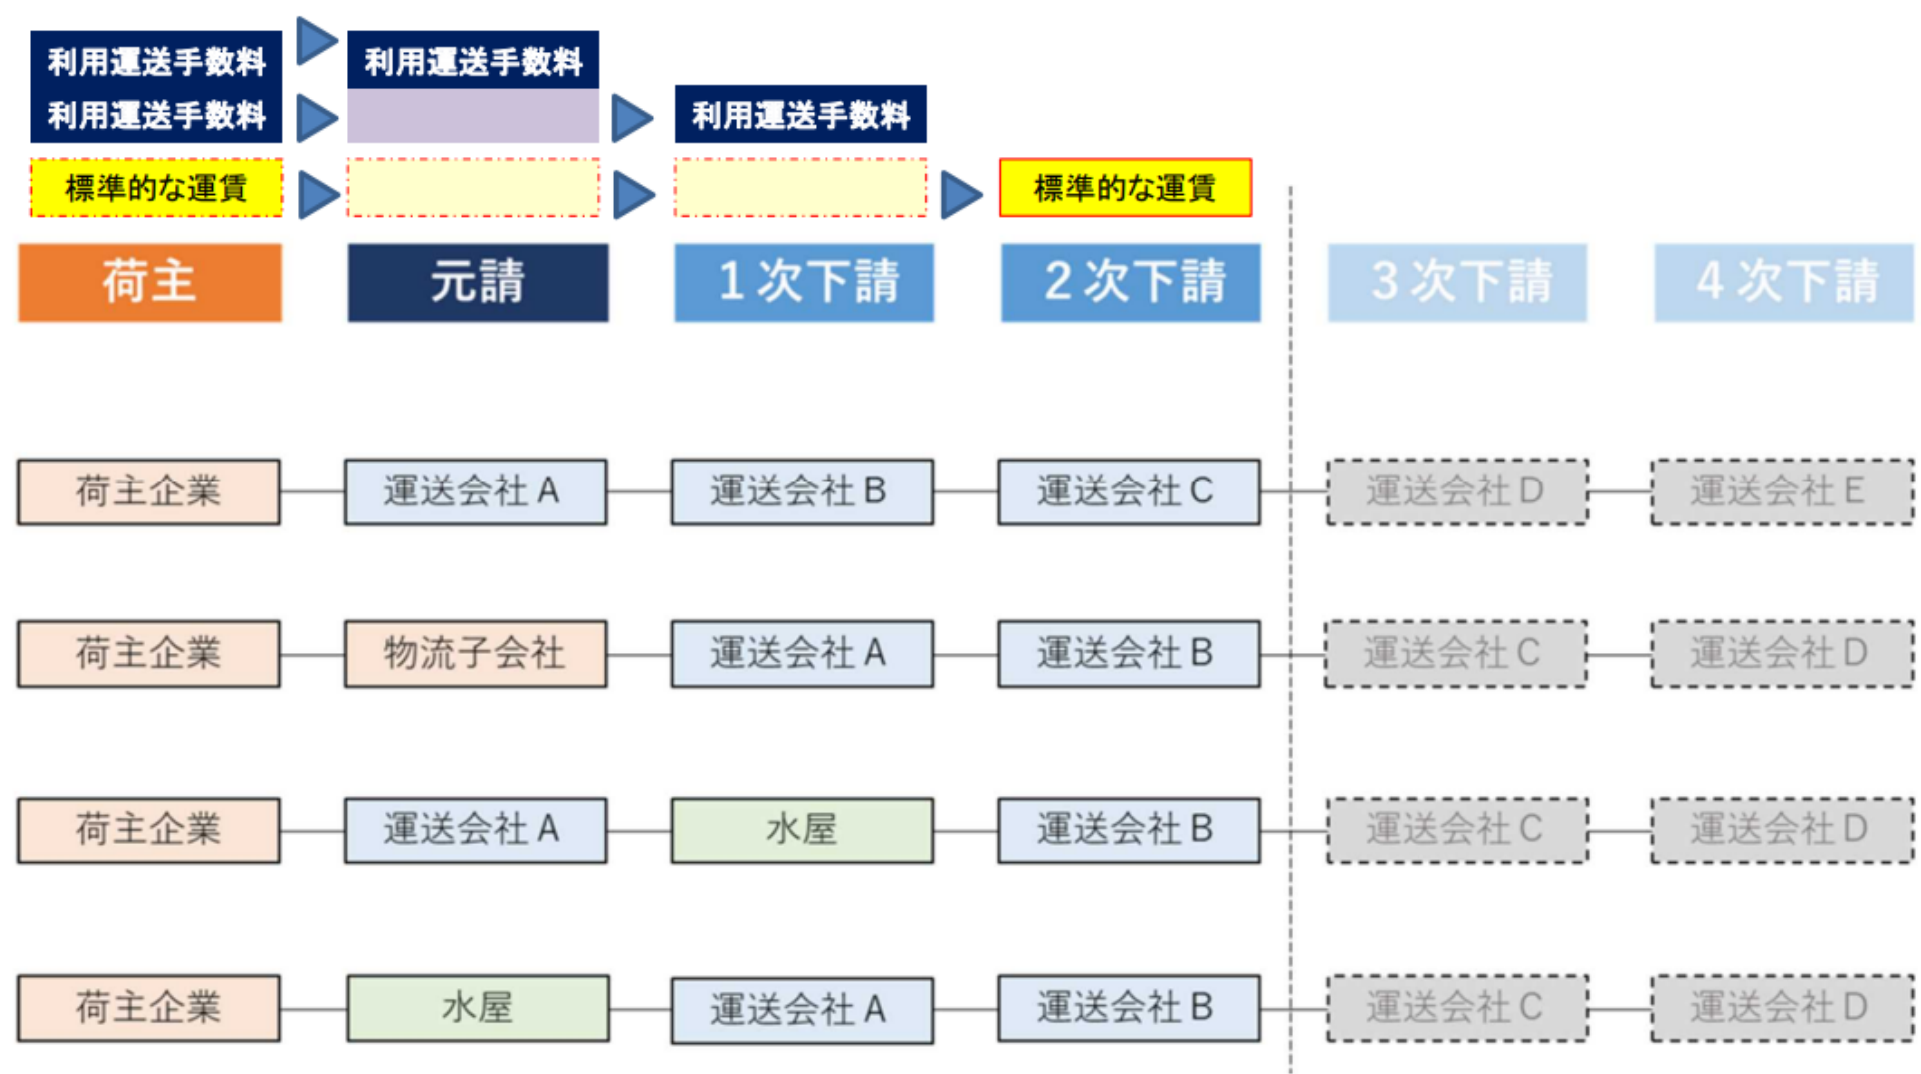 利用運送手数料 利用運送手数料
利用運送手数料 利用運送手数料
標準的な運賃 標準的な運賃
荷主 元請 1次下請 2次下請 3次下請 4次下請
荷主企業 運送会社A 運送会社B 運送会社C 運送会社D 運送会社E
荷主企業 物流子会社 運送会社A 運送会社B 運送会社C 運送会社D
荷主企業 運送会社A 水屋 運送会社B 運送会社C 運送会社D
荷主企業 水屋 運送会社A 運送会社B 運送会社C 運送会社D